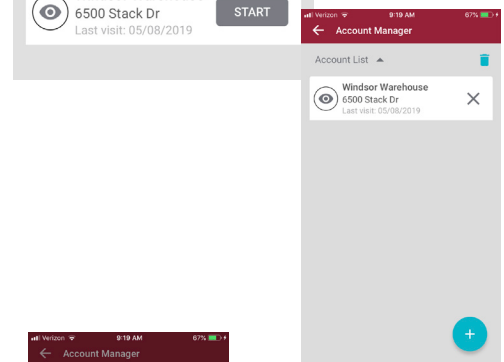 6500 Stack Dr
Last visit: 05/08/2019
START
Verizon 9:19 AM 67%
Account Manager
Account List
Windsor Warehouse
6500 Stack Dr
Last visit: 05/08/2019
Verizon 9:19 AM 67%
Account Manager